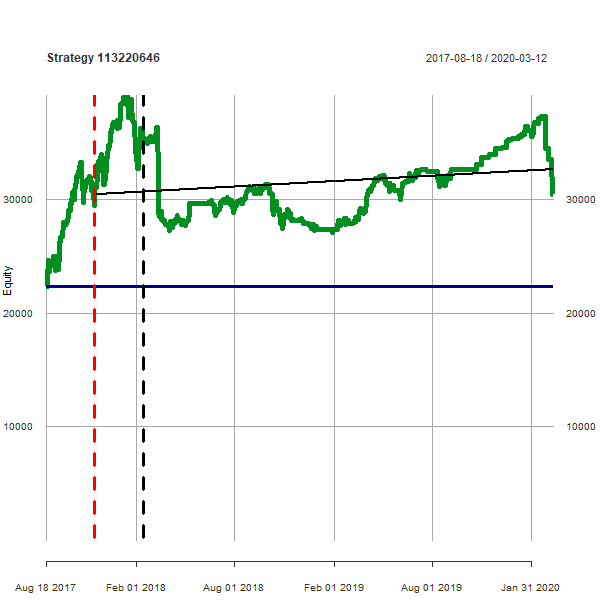 Strategy 113220646
2017-08-18 / 2020-03-12
30000
30000
Equity
20000
20000
10000
10000
Aug 18 2017
Feb 01 2018
Aug 01 2018
Feb 01 2019
Aug 01 2019
Jan 31 2020